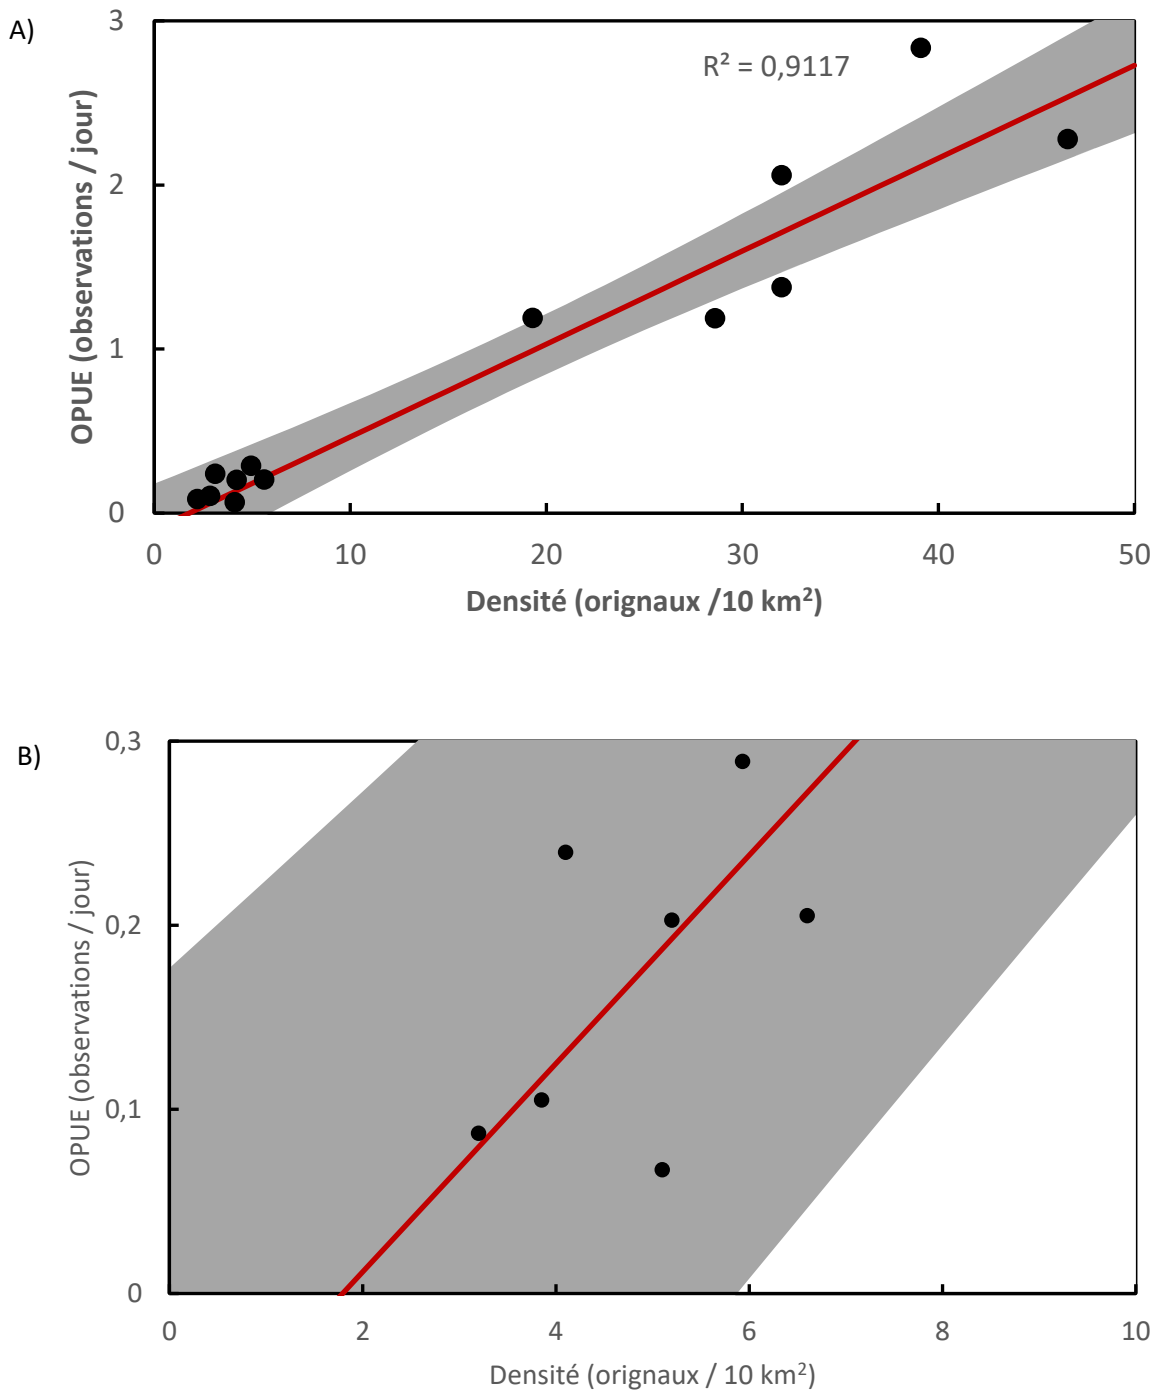 A)
R² = 0,9117
OPUE (observations / jour)
3
2
1
0
0 10 20 30 40 50
Densité (orignaux /10 km²)
B)
OPUE (observations / jour)
0,3
0,2
0,1
0
0 2 4 6 8 10
Densité (orignaux / 10 km²)